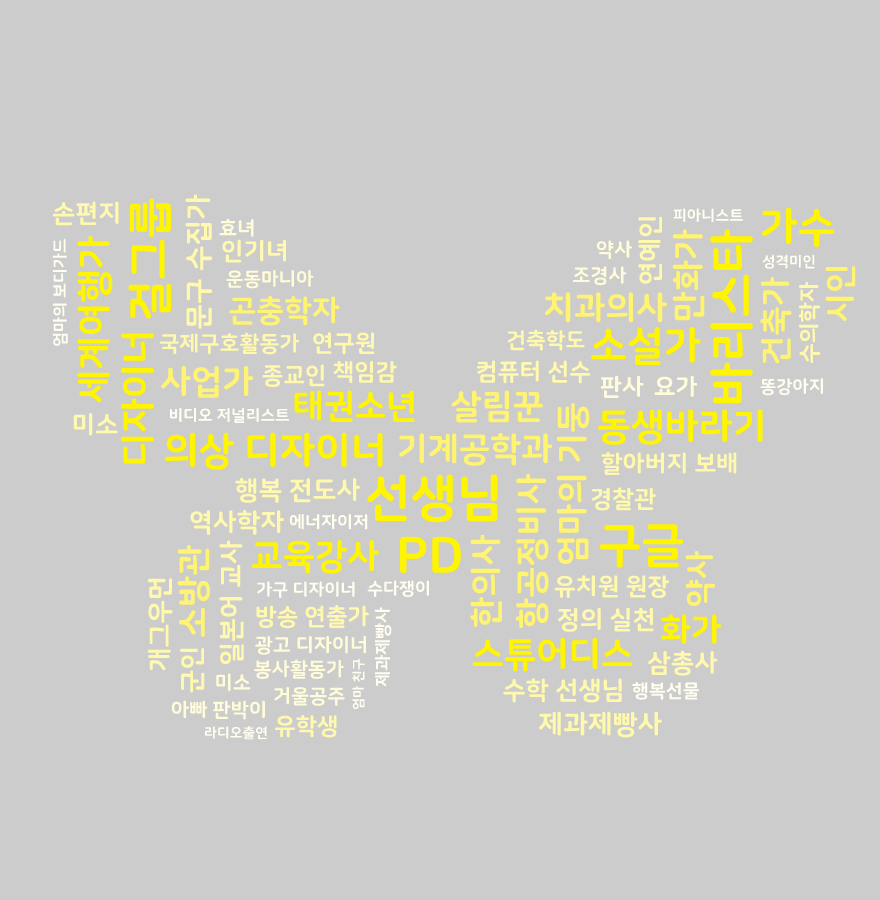 손편지
걸그룹
문구 수집가
효녀
인기녀
엄마의 보디가드
세계여행가
운동마니아
곤충학자
디자이너
국제구호활동가
연구원
사업가
종교인
책임감
비디오 저널리스트
태권소년
미소
의상 디자이너
기계공학과
피아니스트
가수
약사
연예인
만화가
바리스타
성격미인
조경사
시인
치과의사
건축가
수의학자
건축학도
소설가
컴퓨터 선수
판사
요가
똥강아지
살림꾼
동생바라기
엄마의 기둥
할아버지 보배
행복 전도사
선생님
항공정비사
경찰관
역사학자
에너자이저
교육강사
PD
구글
한의사
유치원 원장
약사
소방관
일본어 교사
개그우먼
가구 디자이너
수다쟁이
방송 연출가
제과제빵사
정의 실천
화가
광고 디자이너
스튜어디스
삼총사
군인
봉사활동가
엄마 친구
미소
거울공주
수학 선생님
행복선물
아빠 판박이
라디오출연
유학생
제과제빵사